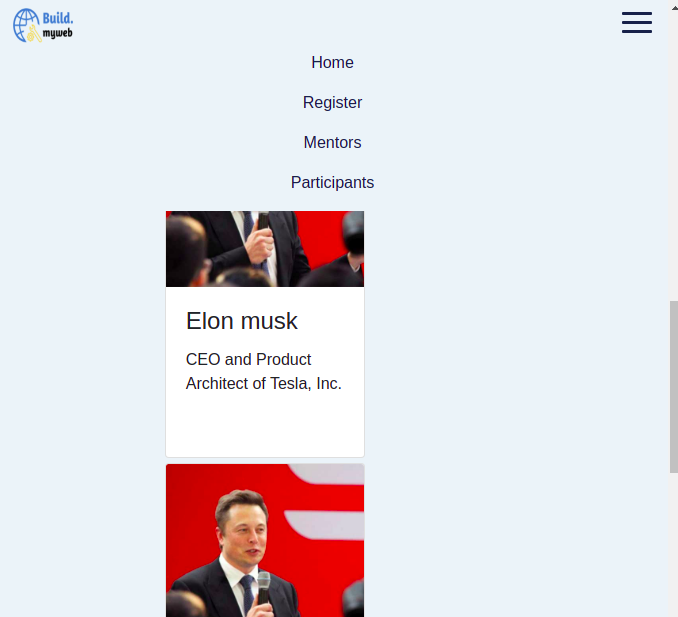 Build.
myweb
Home
Register
Mentors
Participants
Elon musk
CEO and Product
Architect of Tesla, Inc.